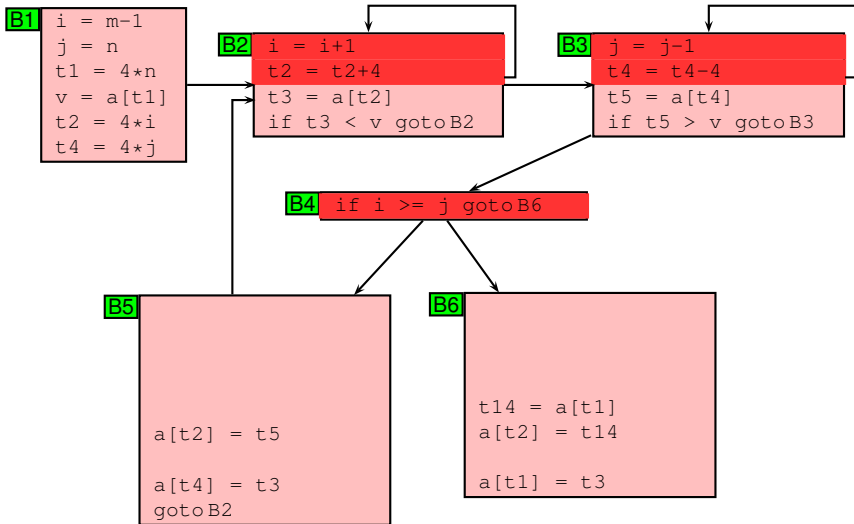 B1
i = m-1
j = n
t1 = 4*n
v = a[t1]
t2 = 4*i
t4 = 4*j
B2
i = i+1
t2 = t2+4
t3 = a[t2]
if t3 < v goto B2
B3
j = j-1
t4 = t4-4
t5 = a[t4]
if t5 > v goto B3
B4
if i >= j goto B6
B5
a[t2] = t5
a[t4] = t3
goto B2
B6
t14 = a[t1]
a[t2] = t14
a[t1] = t3